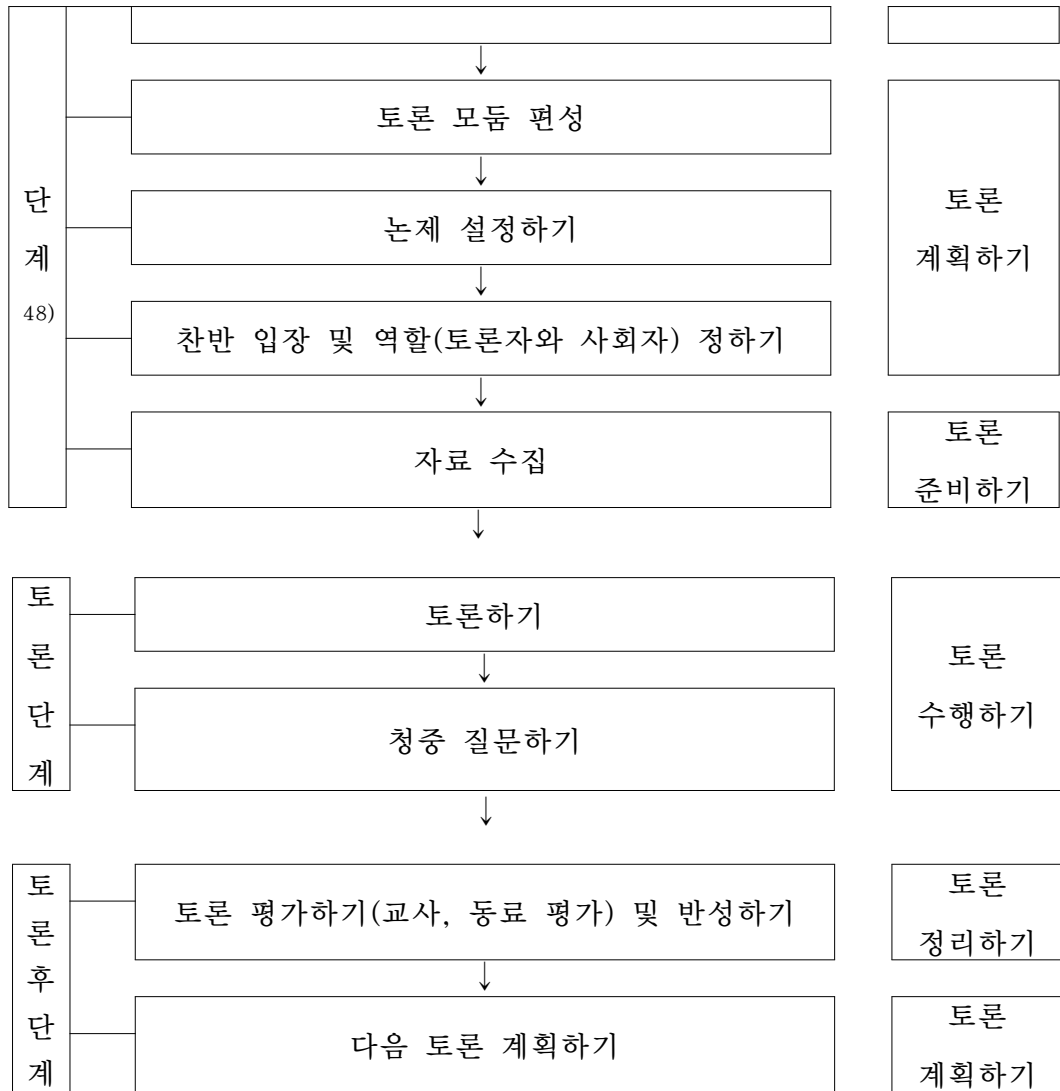 토론 모둠 편성
논제 설정하기
찬반 입장 및 역할(토론자와 사회자) 정하기
자료 수집
단
계
48)
토론
계획하기
토론
준비하기
토
론
단
계
토론하기
청중 질문하기
토론
수행하기
토
론
후
단
계
토론 평가하기(교사, 동료 평가) 및 반성하기
다음 토론 계획하기
토론
정리하기
토론
계획하기